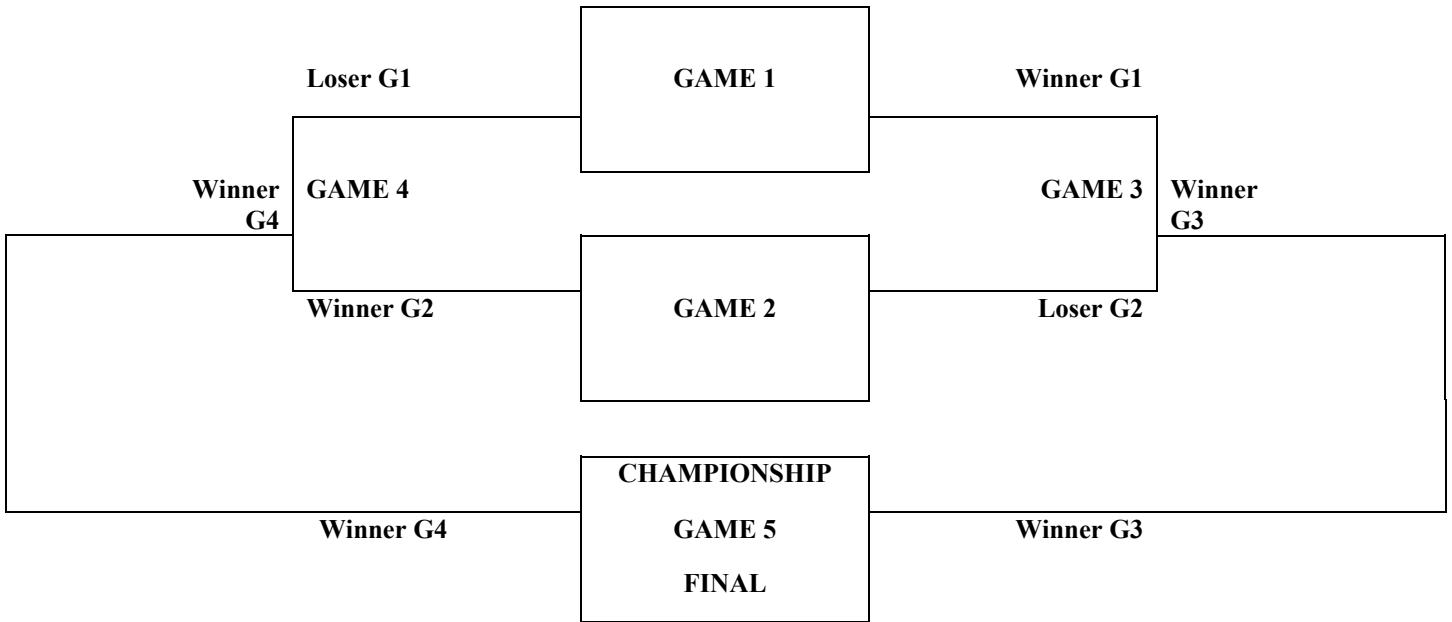 Loser G1
GAME 1
Winner G1
Winner
G4
GAME 4
GAME 3
Winner
G3
Winner G2
GAME 2
Loser G2
CHAMPIONSHIP
Winner G4
GAME 5
Winner G3
FINAL